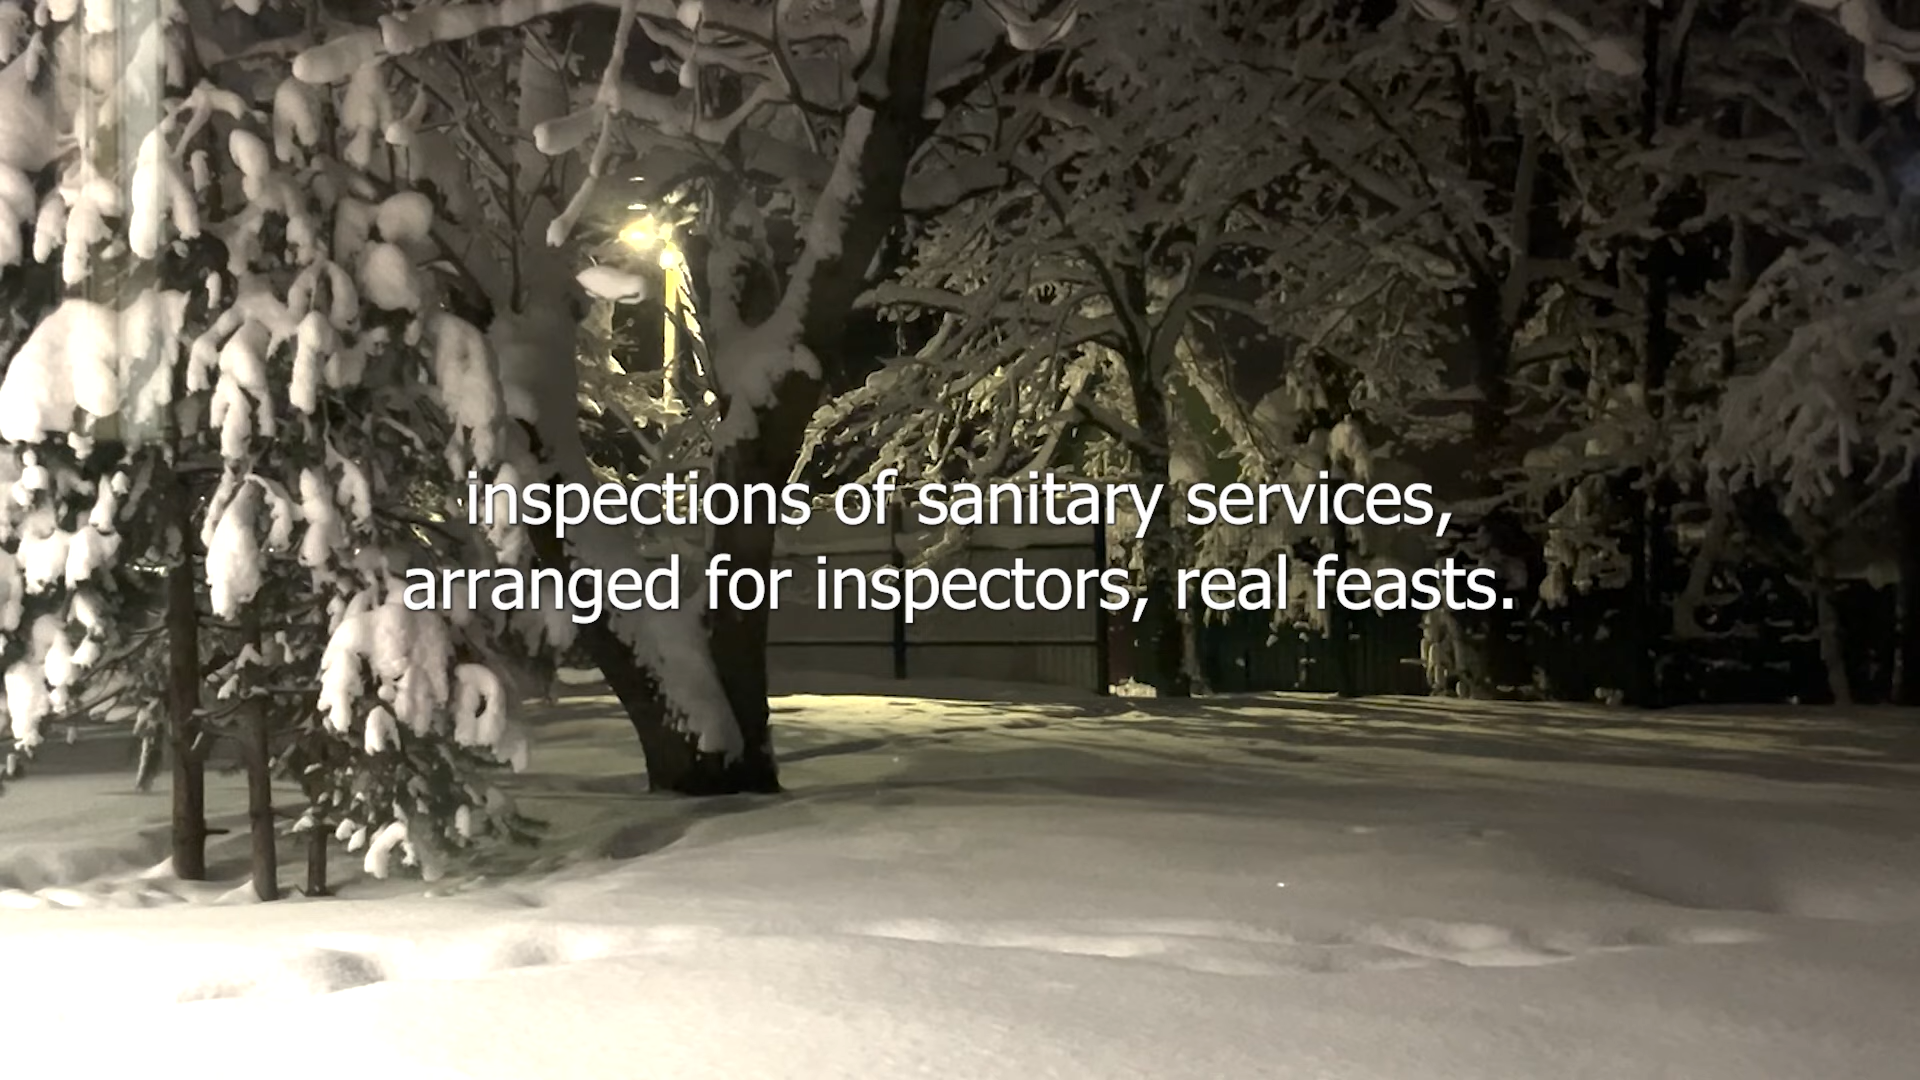 inspections of sanitary services,
arranged for inspectors, real feasts.